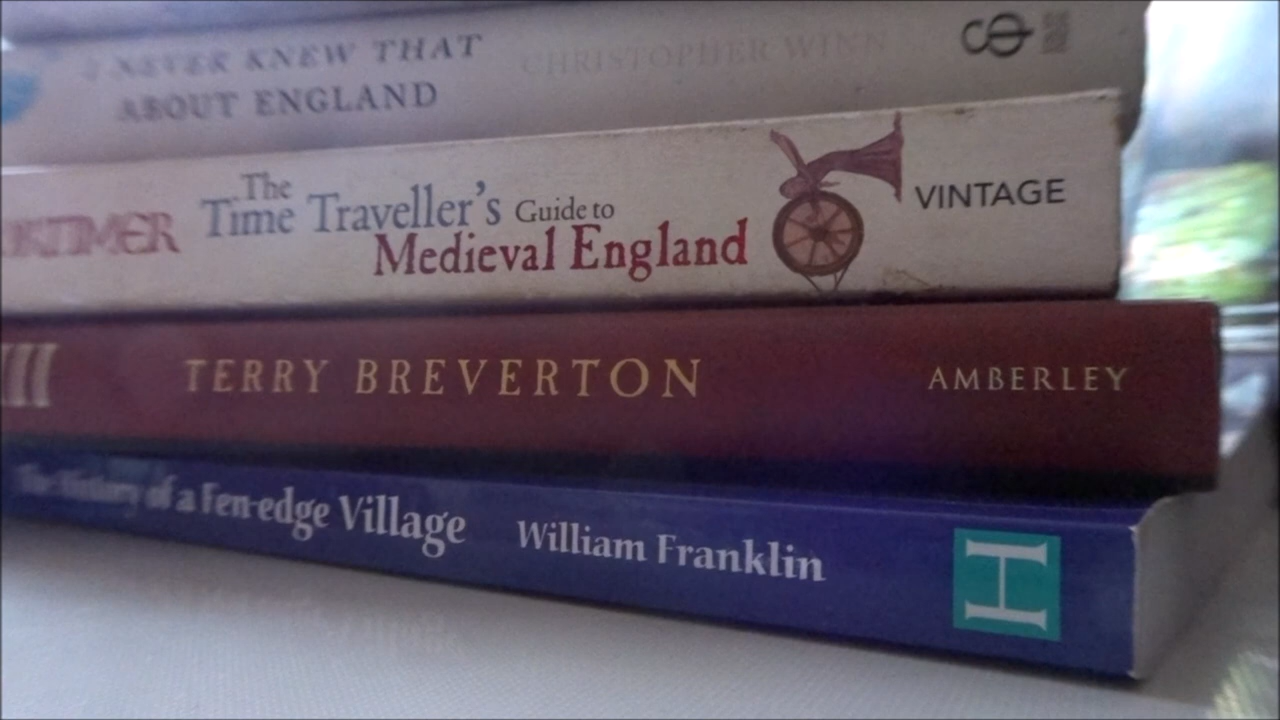 I NEVER KNEW THAT
ABOUT ENGLAND
CHRISTOPHER WINN
The
Time Traveller's Guide to
Medieval England
VINTAGE
III
TERRY BREVERTON
AMBERLEY
The History of a Fen-edge Village
William Franklin
H